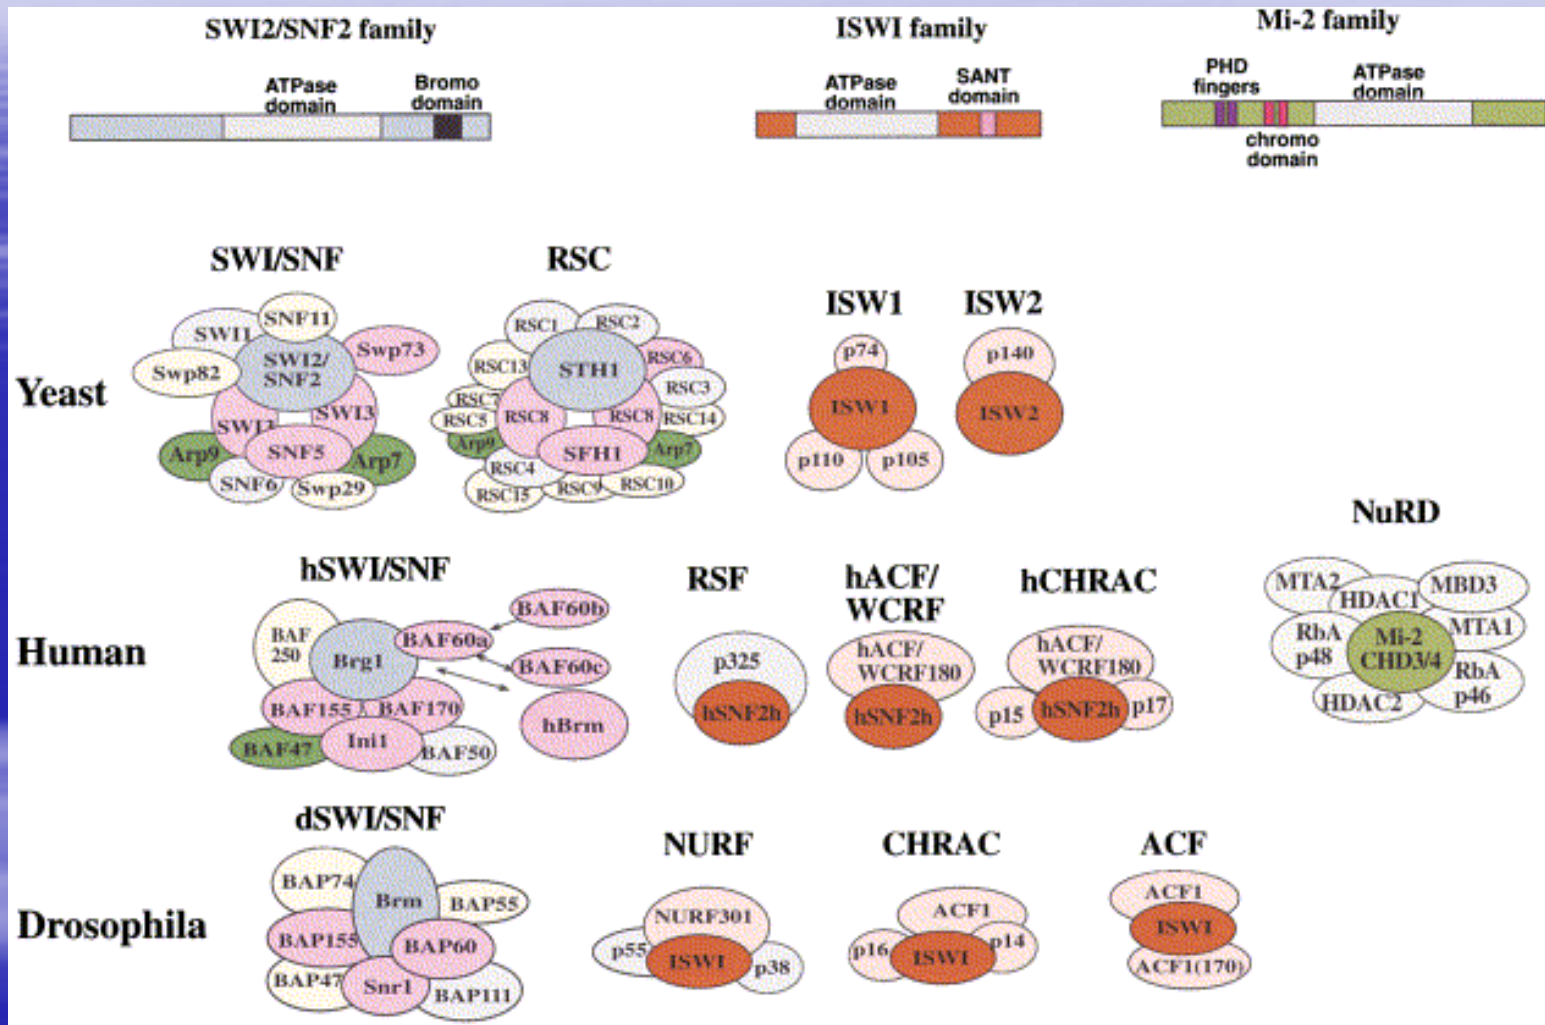 SWI2/SNF2 family
ISWI family
Mi-2 family
ATPase
domain
Bromo
domain
ATPase
domain
SANT
domain
PHD
fingers
ATPase
domain
chromo
domain
SWI/SNF
RSC
ISW1
ISW2
Yeast
SNF11
SWI1
SWI2/
SNF2
Swp73
Swp82
SWI3
SWI3
Arp9
SNF5
Arp7
SNF6
Swp29
RSC1
RSC2
RSC13
STH1
RSC6
RSC3
RSC7
RSC5
RSC8
RSC8
RSC14
Arp9
SFH1
Arp7
RSC4
RSC15
RSC9
RSC10
p74
ISW1
p110
p105
p140
ISW2
Human
hSWI/SNF
RSF
hACF/
WCRF
hCHRAC
NuRD
BAF
250
Brg1
BAF60a
BAF60b
BAF60c
hBrm
BAF155
BAF170
BAF47
Ini1
BAF50
p325
hSNF2h
hACF/
WCRF180
hSNF2h
hACF/
WCRF180
p15
hSNF2h
p17
MTA2
HDAC1
MBD3
RbA
p48
Mi-2
CHD3/4
MTA1
RbA
p46
HDAC2
Drosophila
dSWI/SNF
NURF
CHRAC
ACF
BAP74
Brm
BAP55
BAP155
BAP60
BAP47
Snr1
BAP111
NURF301
p55
ISWI
p38
ACF1
p16
ISWI
p14
ACF1
ISWI
ACF1(170)